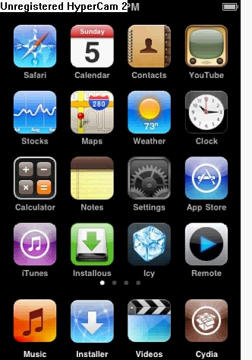 Unregistered HyperCam 2 PM
Safari Calendar Contacts YouTube
Sunday
5
280
73°
Stocks Maps Weather Clock
Calculator Notes Settings App Store
iTunes Installous Icy Remote
Music Installer Videos Cydia